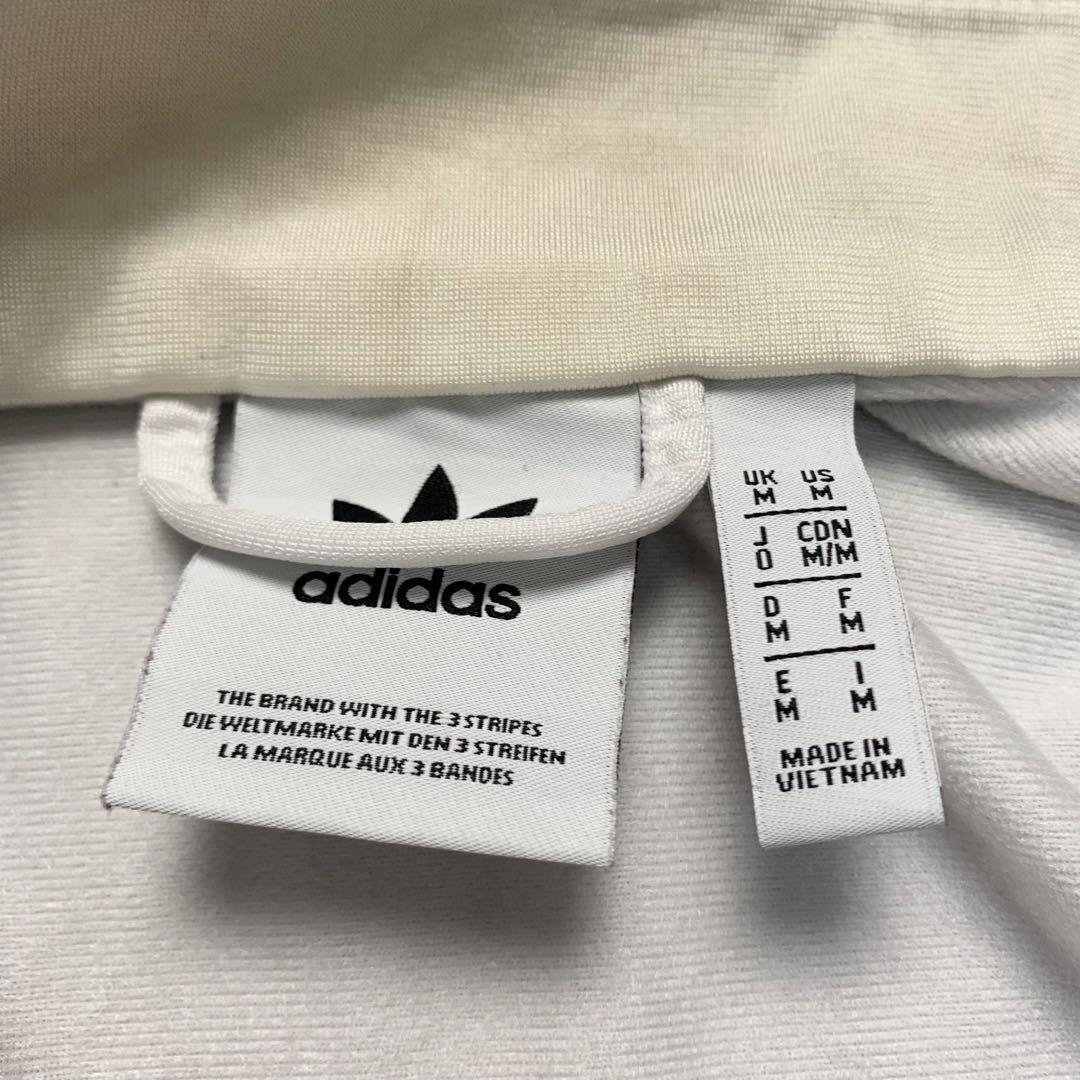 adidas
THE BRAND WITH THE 3 STRIPES
DIE WELTMARKE MIT DEN 3 STREIFEN
LA MARQUE AUX 3 BANDES
UK US
M M
J CDN
O M/M
D F
M M
E I
M M
MADE IN
VIETNAM